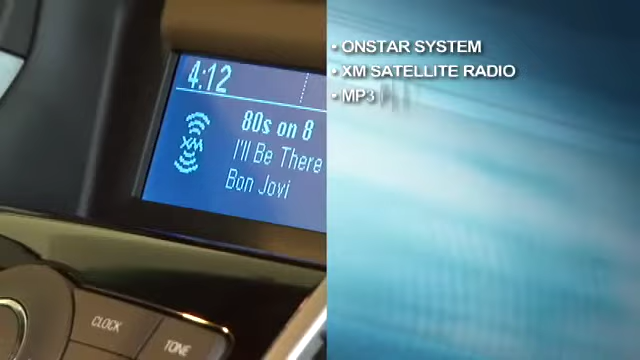 4:12
80s on 8
XM
I'll Be There
Bon Jovi
CLOCK
TONE
• ONSTAR SYSTEM
• XM SATELLITE RADIO
• MP3